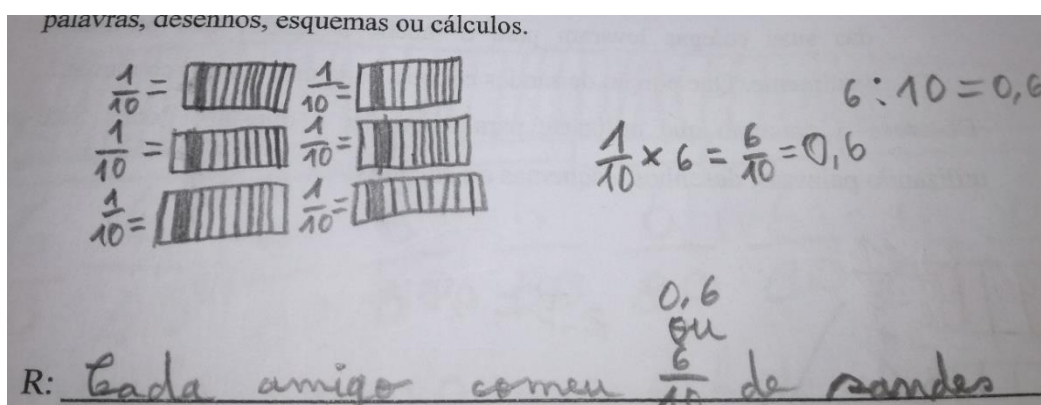 palavras, desenhos, esquemas ou cálculos.
1/10 = 1/10 =
1/10 = 1/10 =
1/10 = 1/10 =
6 : 10 = 0,6
1/10 × 6 = 6/10 = 0,6
0,6
ou
6/10
R: Cada amigo comeu de sandes